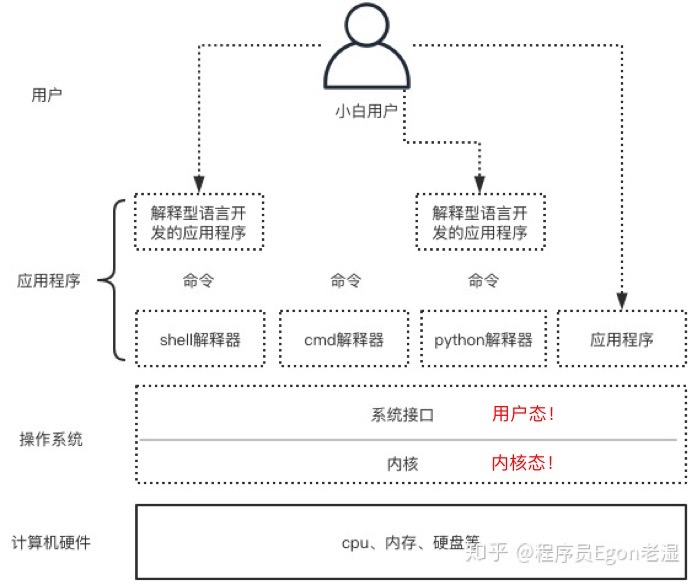 用户
小白用户
解释型语言开
发的应用程序
解释型语言开
发的应用程序
应用程序
命令
命令
命令
shell解释器
cmd解释器
python解释器
应用程序
系统接口
用户态!
操作系统
内核
内核态!
计算机硬件
cpu、内存、硬盘等
知乎 @程序员Egon老湿